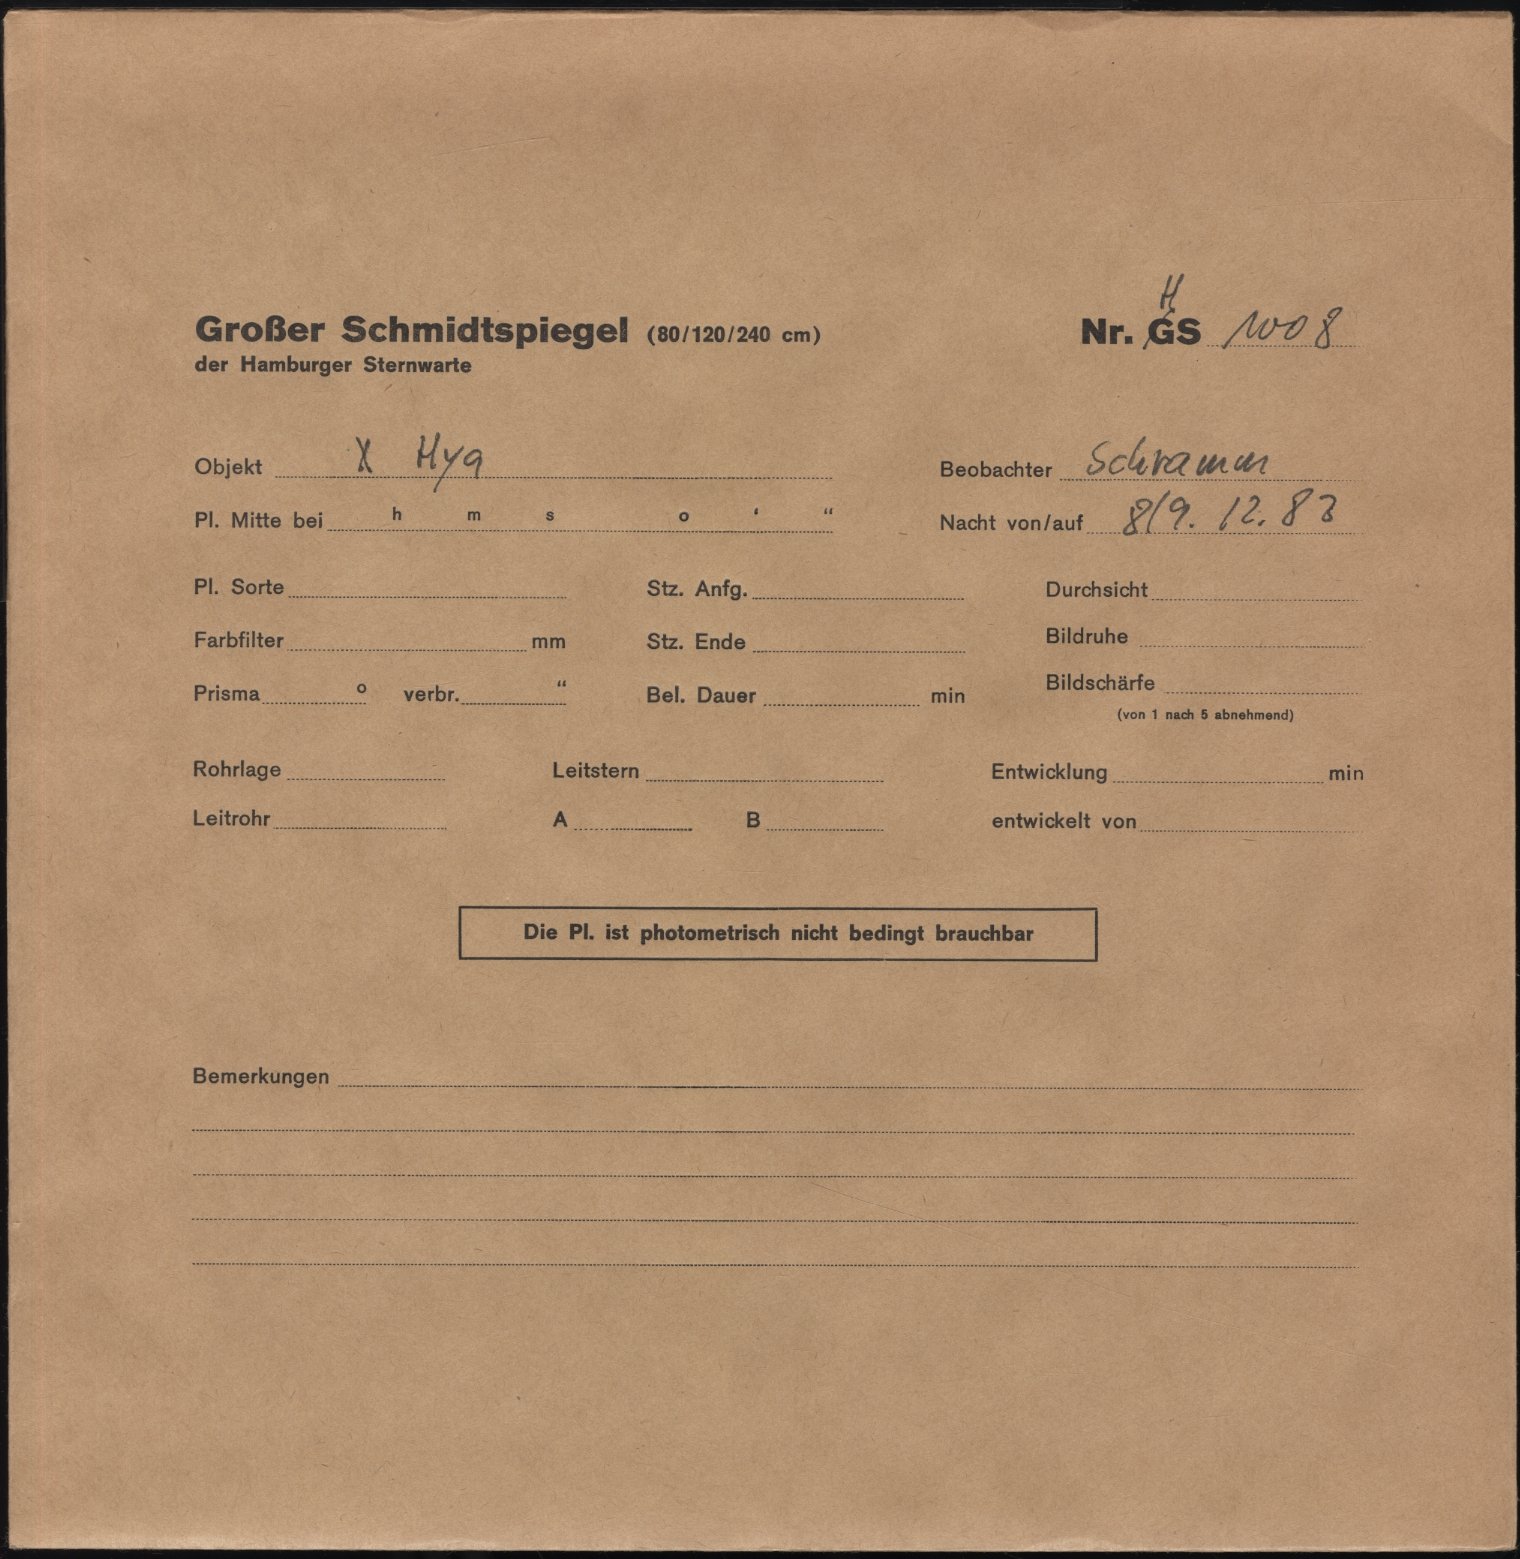 Großer Schmidtspiegel (80/120/240 cm)
der Hamburger Sternwarte
H
Nr. GS 1008
Objekt X Hya
Beobachter Schramm
Pl. Mitte bei h m s o ‘ “
Nacht von/auf 8/9. 12. 83
Pl. Sorte Stz. Anfg. Durchsicht
Farbfilter mm Stz. Ende Bildruhe
Prisma o verbr. “ Bel. Dauer min Bildschärfe
(von 1 nach 5 abnehmend)
Rohrlage Leitstern Entwicklung min
Leitrohr A B entwickelt von
Die Pl. ist photometrisch nicht bedingt brauchbar
Bemerkungen